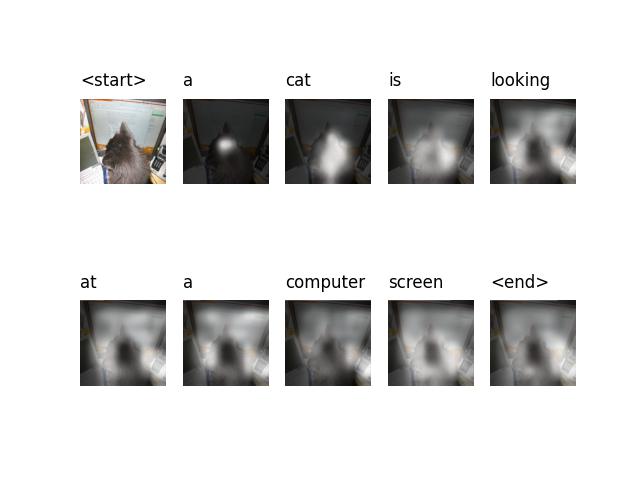 <start> a cat is looking
at a computer screen <end>